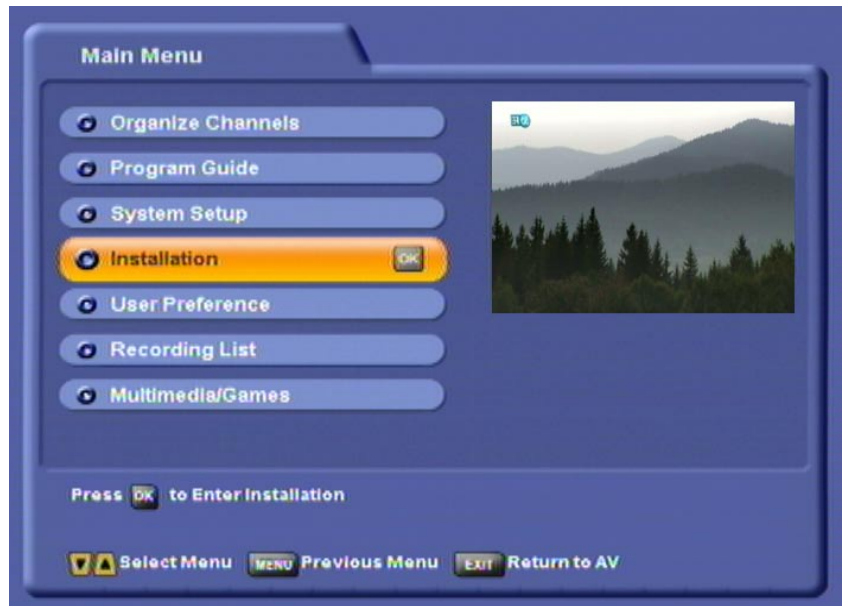 Main Menu
Organize Channels
Program Guide
System Setup
Installation OK
User Preference
Recording List
Multimedia/Games
Press OK to Enter Installation
Select Menu MENU Previous Menu EXIT Return to AV